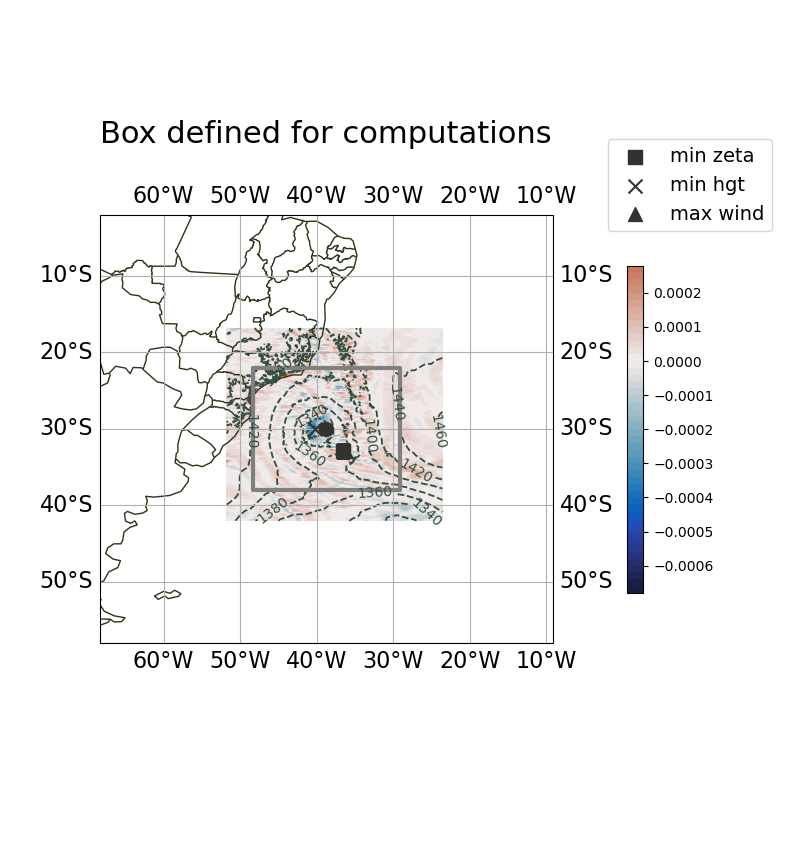 Box defined for computations
min zeta
min hgt
max wind
60°W 50°W 40°W 30°W 20°W 10°W
10°S 10°S
20°S 20°S
30°S 30°S
40°S 40°S
50°S 50°S
60°W 50°W 40°W 30°W 20°W 10°W
1340
1360
1420
1400
1440
1460
1420
1360
1380
1340
0.0002
0.0001
0.0000
−0.0001
−0.0002
−0.0003
−0.0004
−0.0005
−0.0006